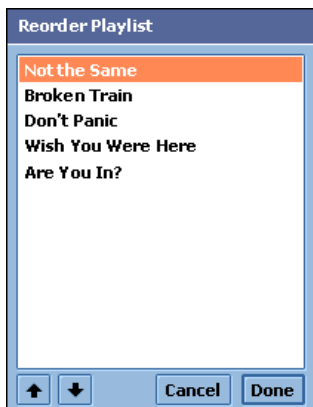 Reorder Playlist
Not the Same
Broken Train
Don't Panic
Wish You Were Here
Are You In?
Cancel Done